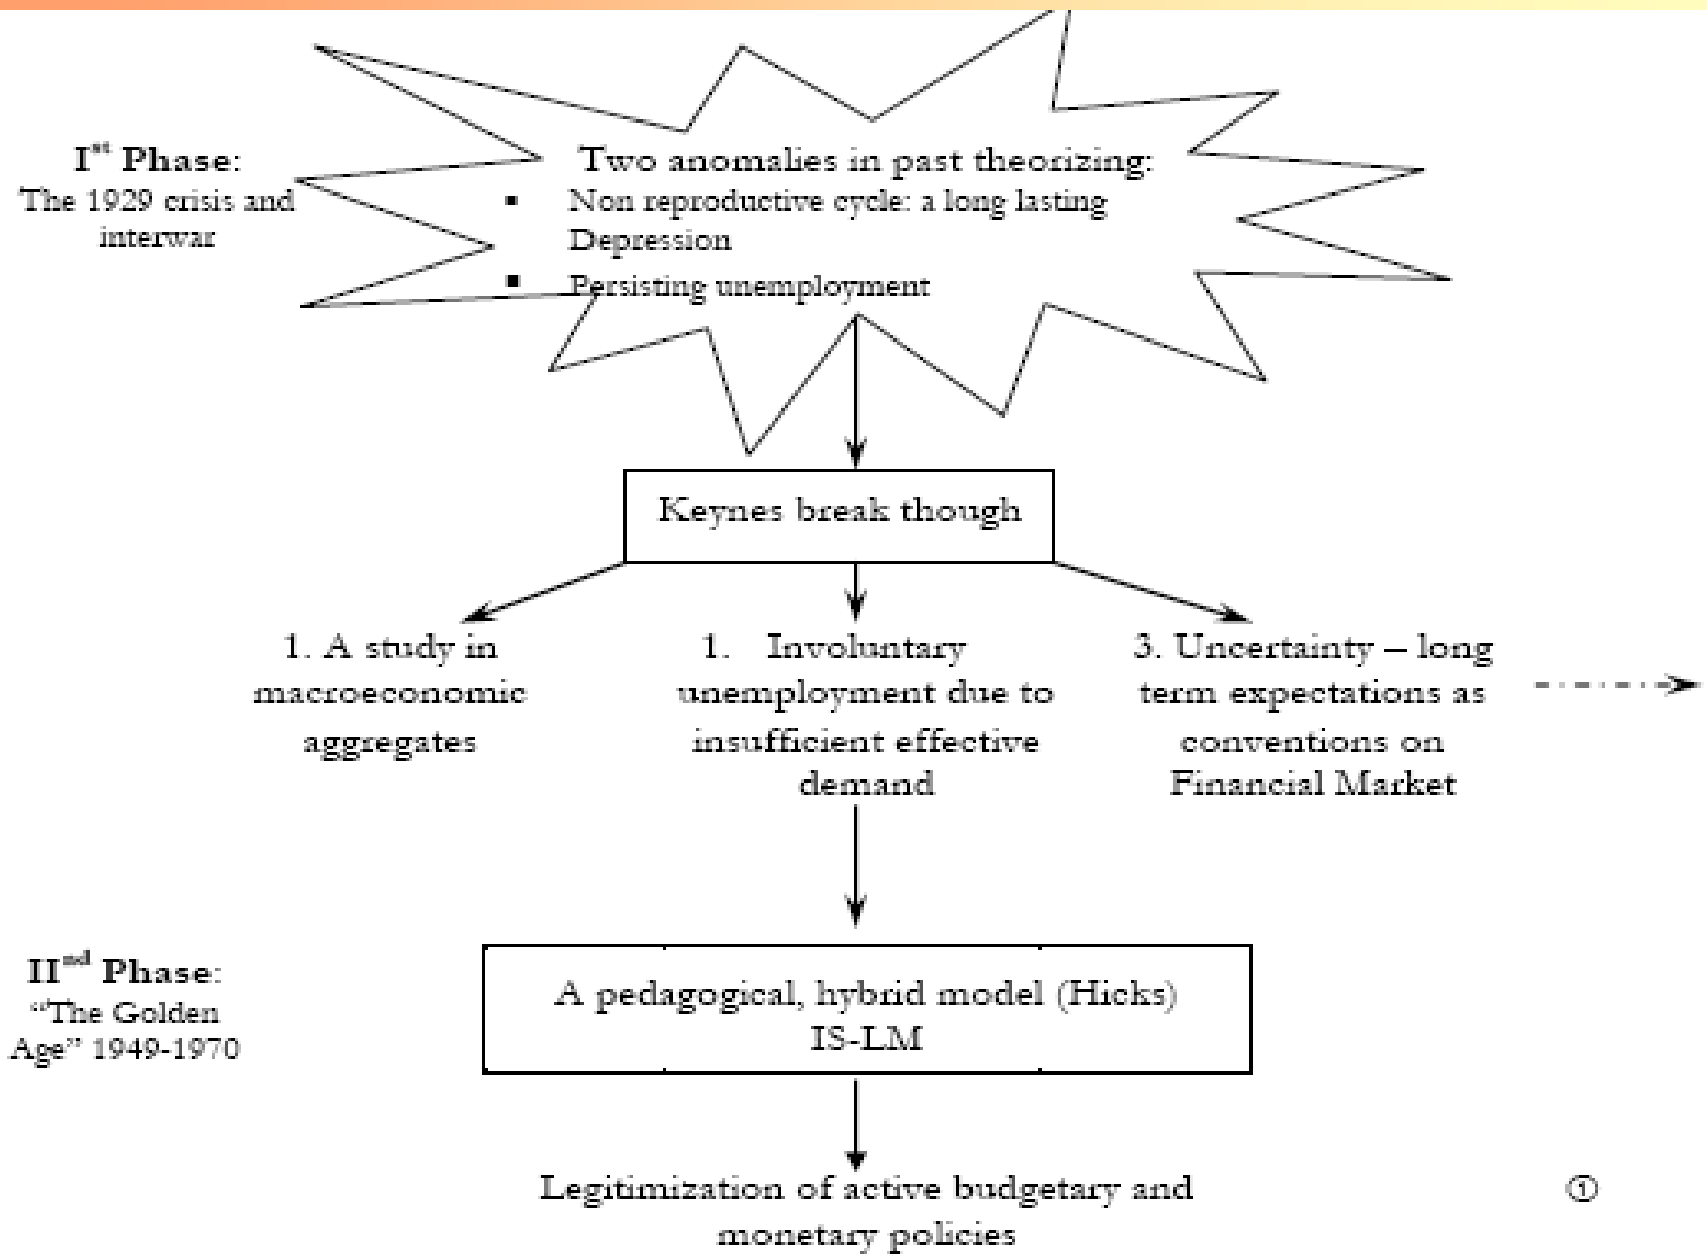 Iˢᵗ Phase:
The 1929 crisis and
interwar
Two anomalies in past theorizing:
▪ Non reproductive cycle: a long lasting
Depression
▪ Persisting unemployment
Keynes break though
1. A study in
macroeconomic
aggregates
1. Involuntary
unemployment due to
insufficient effective
demand
3. Uncertainty – long
term expectations as
conventions on
Financial Market
IIⁿᵈ Phase:
“The Golden
Age” 1949-1970
A pedagogical, hybrid model (Hicks)
IS-LM
Legitimization of active budgetary and
monetary policies
①